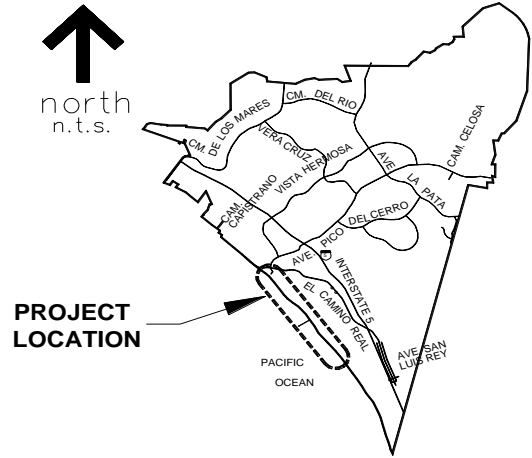 north
n.t.s.
CM. DE LOS MARES
CM. DEL RIO
VERA CRUZ
CAM. CELOSA
CAM.
CAPISTRANO
VISTA HERMOSA
AVE. LA PATA
AVE. PICO
DEL CERRO
INTERSTATE 5
EL CAMINO REAL
PROJECT
LOCATION
AVE. SAN
LUIS REY
PACIFIC
OCEAN